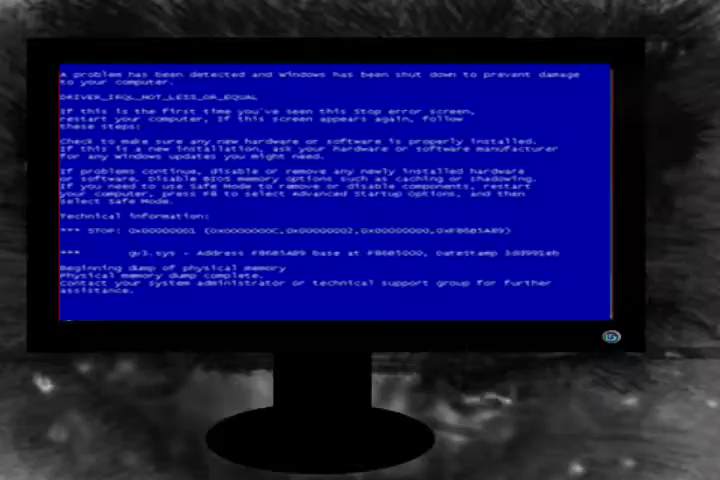 A problem has been detected and Windows has been shut down to prevent damage
to your computer.
DRIVER_IRQL_NOT_LESS_OR_EQUAL
If this is the first time you've seen this Stop error screen,
restart your computer, If this screen appears again, follow
these steps:
Check to make sure any new hardware or software is properly installed.
If this is a new installation, ask your hardware or software manufacturer
for any Windows updates you might need.
If problems continue, disable or remove any newly installed hardware
or software. Disable BIOS memory options such as caching or shadowing.
If you need to use Safe Mode to remove or disable components, restart
your computer, press F8 to select Advanced Startup Options, and then
select Safe Mode.
Technical information:
*** STOP: 0x000000D1 (0x0000000C,0x00000002,0x00000000,0xF86B5A89)
*** gv3.sys - Address F86B5A89 base at F86B5000, DateStamp 3dd991eb
Beginning dump of physical memory
Physical memory dump complete.
Contact your system administrator or technical support group for further
assistance.